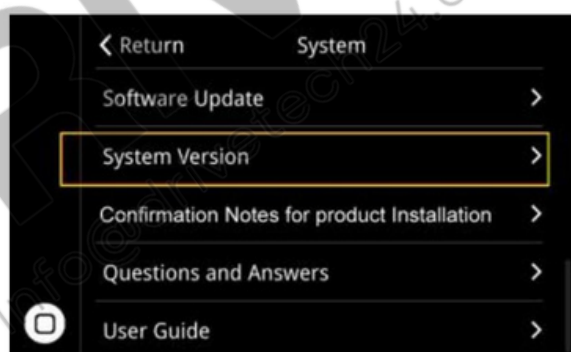 Return System
Software Update
System Version
Confirmation Notes for product Installation
Questions and Answers
User Guide